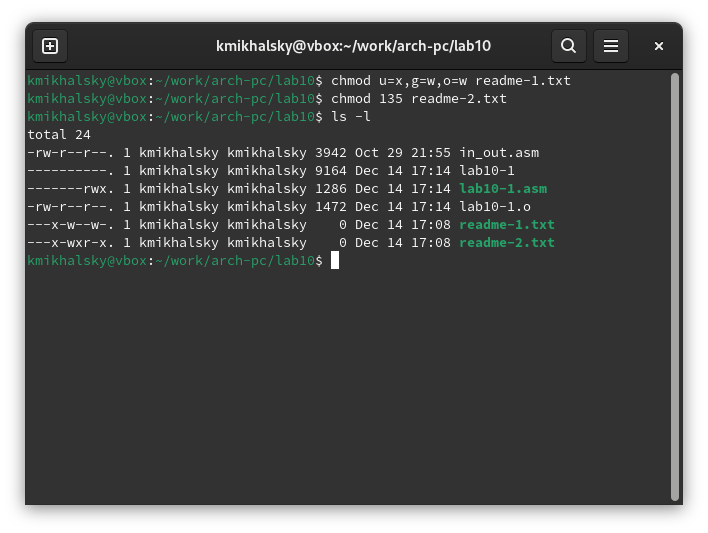 kmikhalsky@vbox:~/work/arch-pc/lab10
kmikhalsky@vbox:~/work/arch-pc/lab10$ chmod u=x,g=w,o=w readme-1.txt
kmikhalsky@vbox:~/work/arch-pc/lab10$ chmod 135 readme-2.txt
kmikhalsky@vbox:~/work/arch-pc/lab10$ ls -l
total 24
-rw-r--r--. 1 kmikhalsky kmikhalsky 3942 Oct 29 21:55 in_out.asm
----------. 1 kmikhalsky kmikhalsky 9164 Dec 14 17:14 lab10-1
-------rwx. 1 kmikhalsky kmikhalsky 1286 Dec 14 17:14 lab10-1.asm
-rw-r--r--. 1 kmikhalsky kmikhalsky 1472 Dec 14 17:14 lab10-1.o
---x-w--w-. 1 kmikhalsky kmikhalsky    0 Dec 14 17:08 readme-1.txt
---x-wxr-x. 1 kmikhalsky kmikhalsky    0 Dec 14 17:08 readme-2.txt
kmikhalsky@vbox:~/work/arch-pc/lab10$